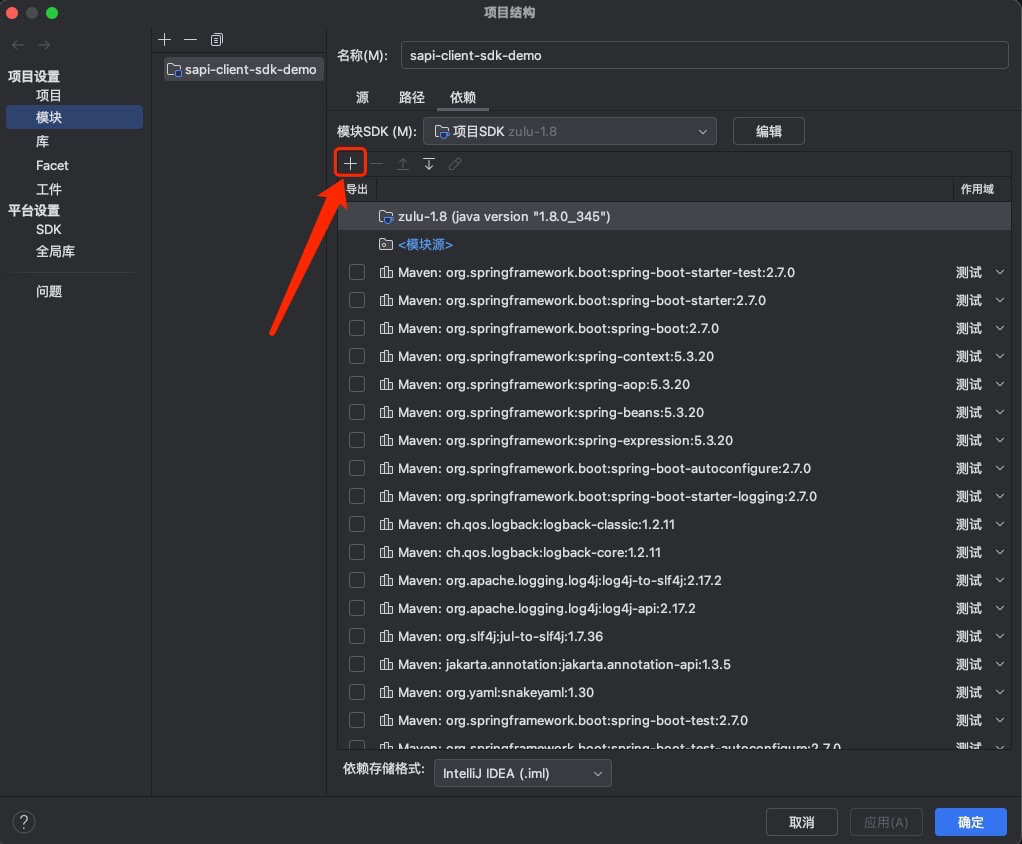 项目结构
项目设置
项目
模块
库
Facet
工件
平台设置
SDK
全局库
问题
sapi-client-sdk-demo
名称(M): sapi-client-sdk-demo
源 路径 依赖
模块SDK (M): 项目SDK zulu-1.8 编辑
导出 作用域
zulu-1.8 (java version "1.8.0_345")
<模块源>
Maven: org.springframework.boot:spring-boot-starter-test:2.7.0 测试
Maven: org.springframework.boot:spring-boot-starter:2.7.0 测试
Maven: org.springframework.boot:spring-boot:2.7.0 测试
Maven: org.springframework:spring-context:5.3.20 测试
Maven: org.springframework:spring-aop:5.3.20 测试
Maven: org.springframework:spring-beans:5.3.20 测试
Maven: org.springframework:spring-expression:5.3.20 测试
Maven: org.springframework.boot:spring-boot-autoconfigure:2.7.0 测试
Maven: org.springframework.boot:spring-boot-starter-logging:2.7.0 测试
Maven: ch.qos.logback:logback-classic:1.2.11 测试
Maven: ch.qos.logback:logback-core:1.2.11 测试
Maven: org.apache.logging.log4j:log4j-to-slf4j:2.17.2 测试
Maven: org.apache.logging.log4j:log4j-api:2.17.2 测试
Maven: org.slf4j:jul-to-slf4j:1.7.36 测试
Maven: jakarta.annotation:jakarta.annotation-api:1.3.5 测试
Maven: org.yaml:snakeyaml:1.30 测试
Maven: org.springframework.boot:spring-boot-test:2.7.0 测试
Maven: org.springframework.boot:spring-boot-test-autoconfigure:2.7.0 测试
依赖存储格式: IntelliJ IDEA (.iml)
? 取消 应用(A) 确定